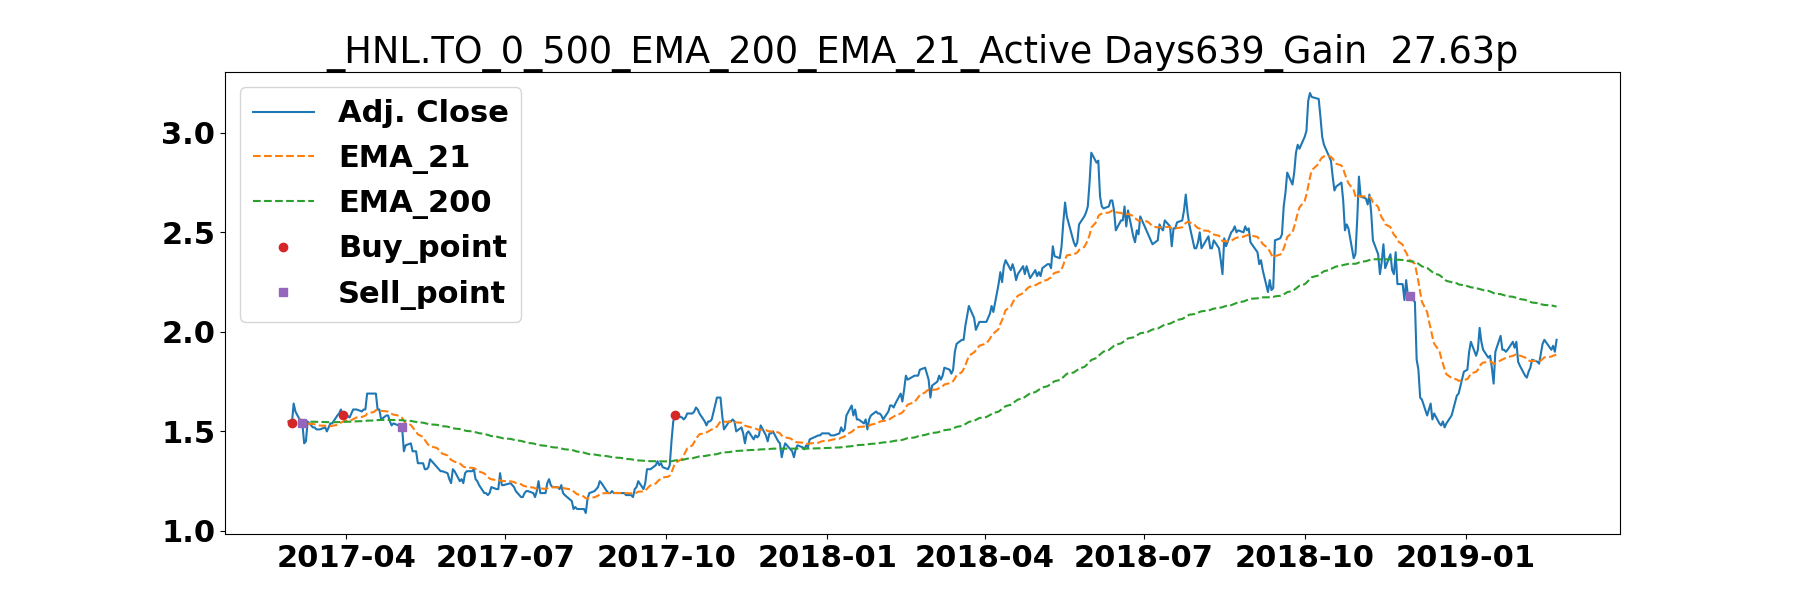 _HNL.TO_0_500_EMA_200_EMA_21_Active Days639_Gain  27.63p
Adj. Close
EMA_21
EMA_200
Buy_point
Sell_point
3.0
2.5
2.0
1.5
1.0
2017-04 2017-07 2017-10 2018-01 2018-04 2018-07 2018-10 2019-01